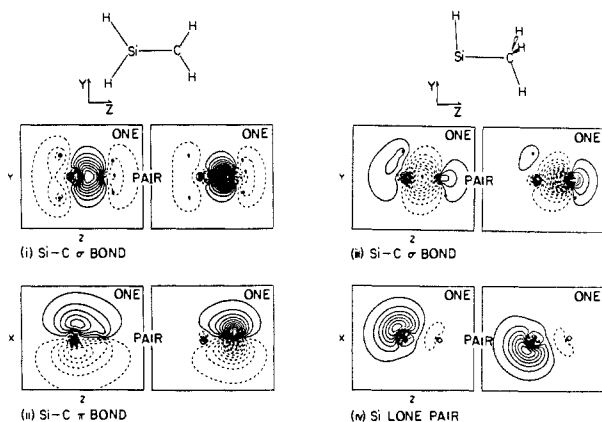 H
H
Si
C
H
H
Y
Z
ONE
ONE
Y
PAIR
Z
(i) Si-C σ BOND
ONE
ONE
X
PAIR
Z
(ii) Si-C π BOND
H
Si
C
H
H
H
Y
Z
ONE
ONE
Y
PAIR
Z
(iii) Si-C σ BOND
ONE
ONE
X
PAIR
Z
(iv) Si LONE PAIR